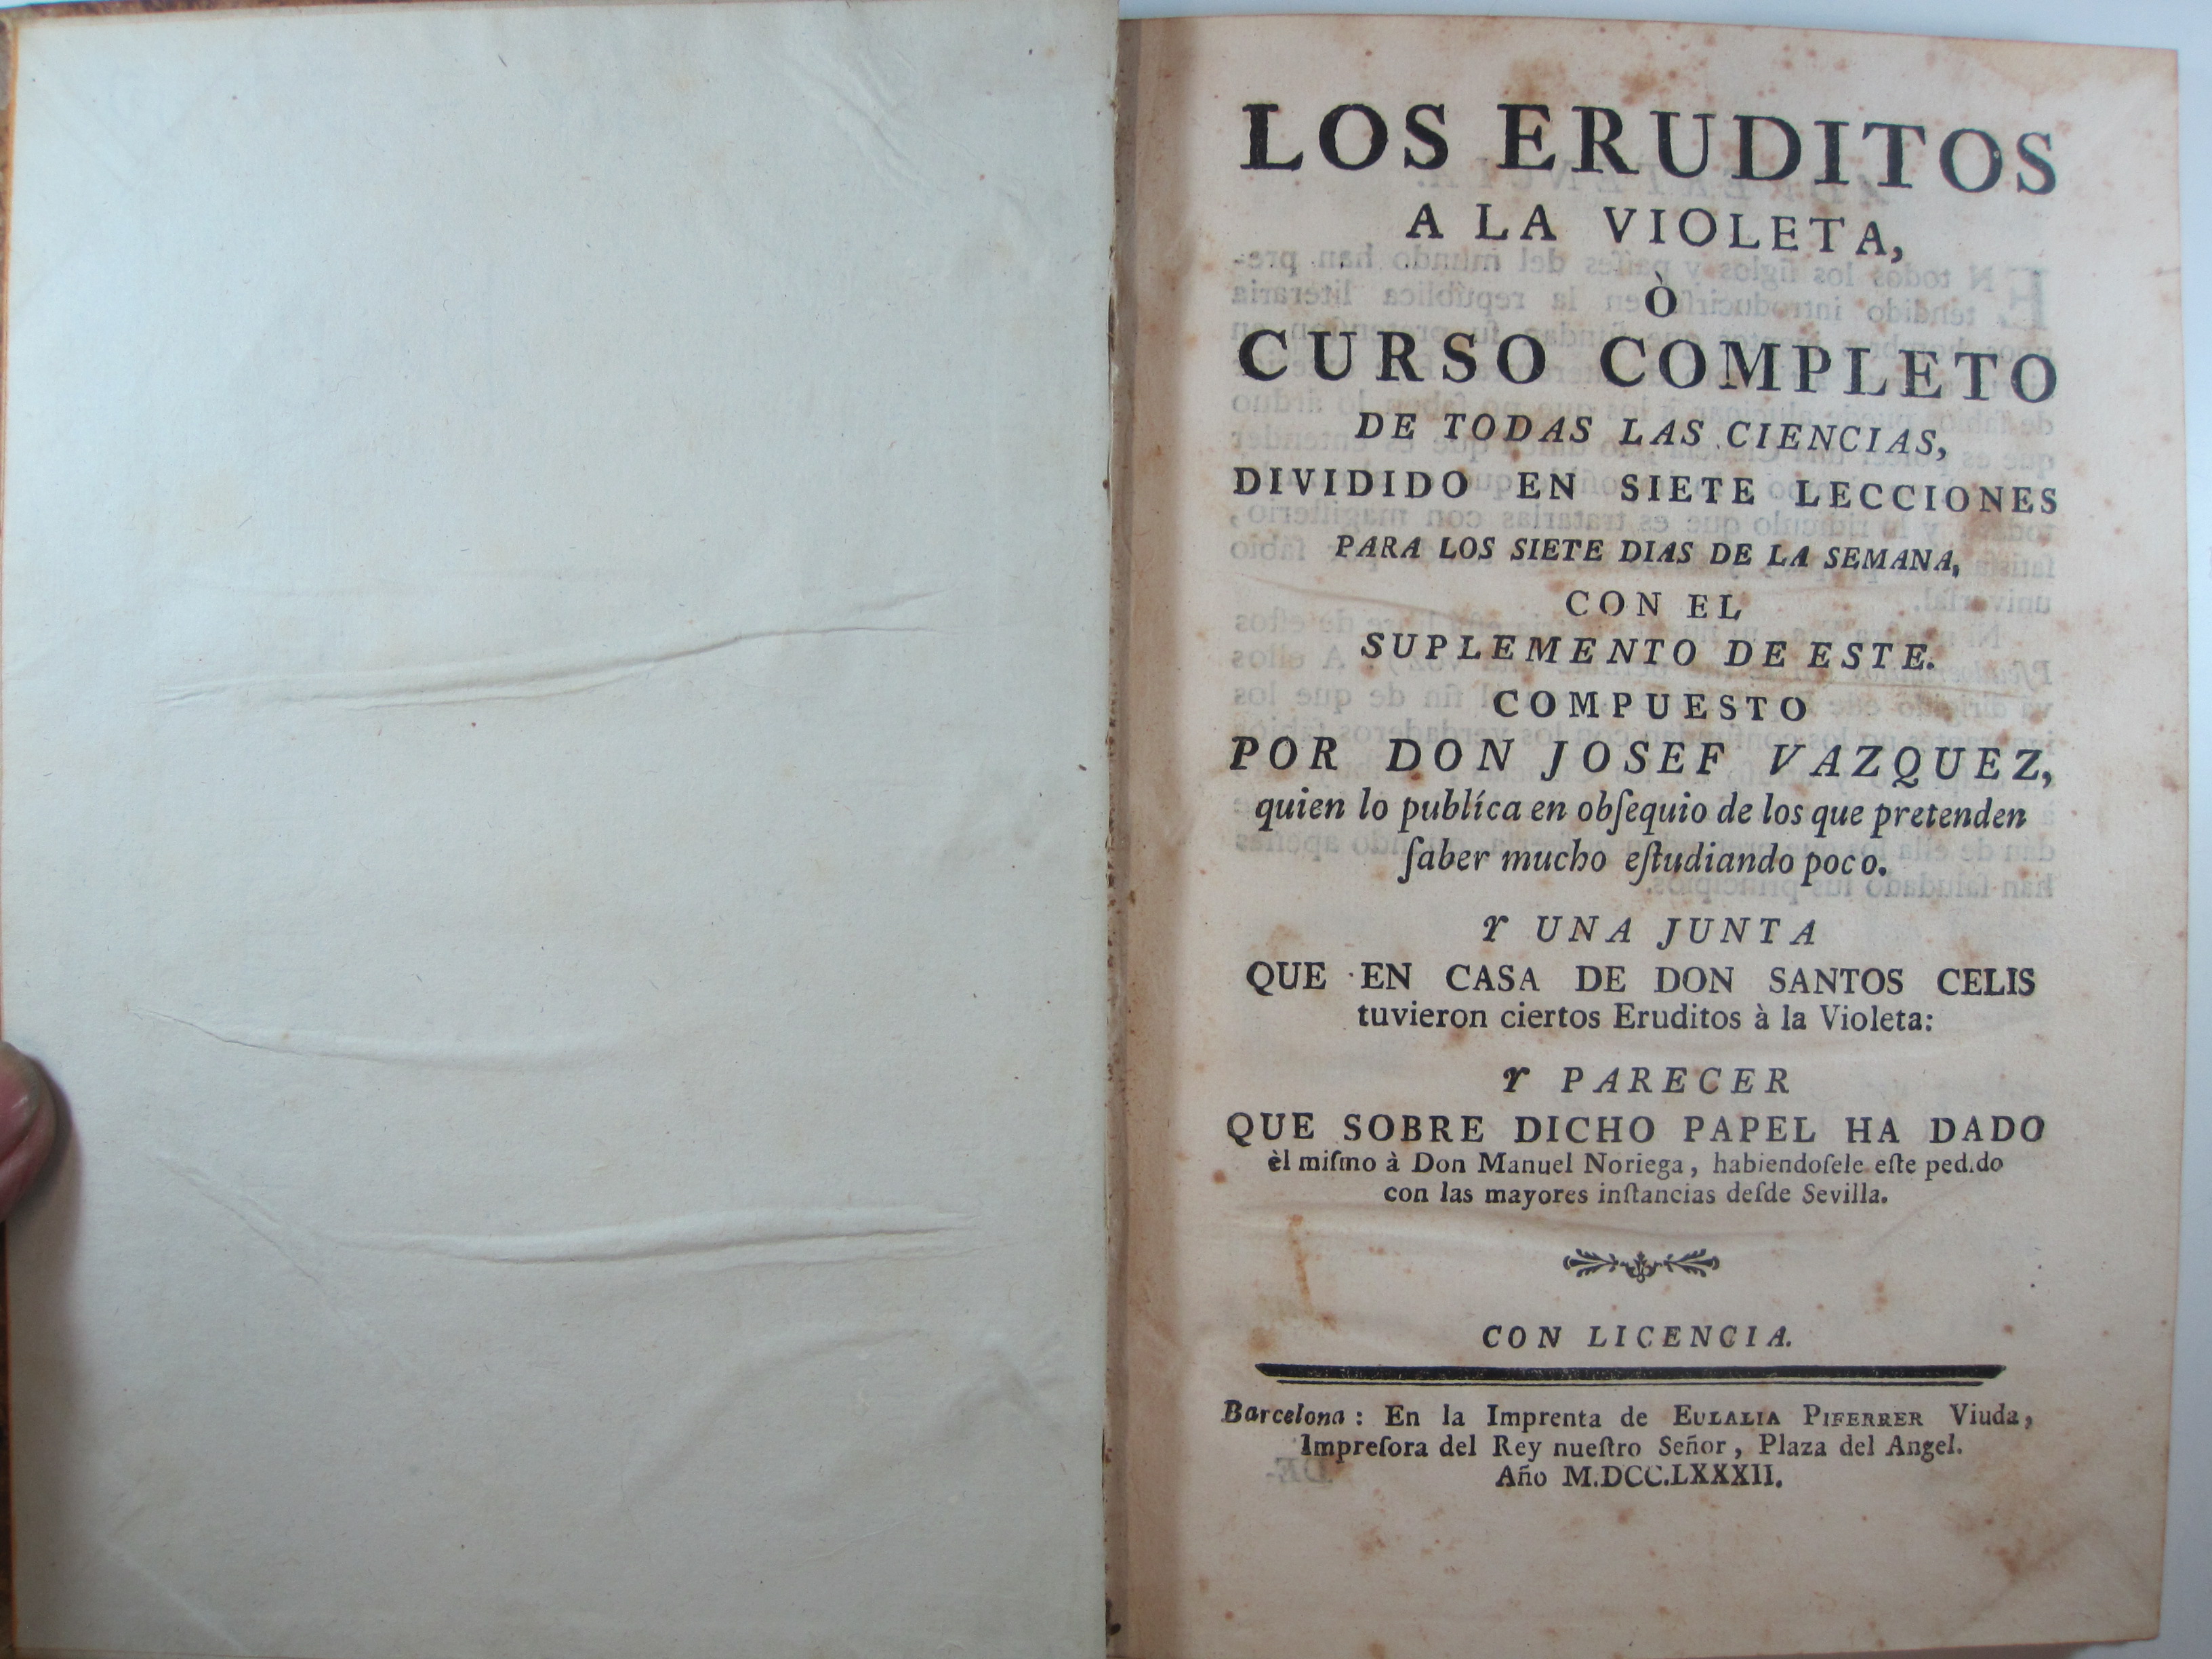 LOS ERUDITOS
A LA VIOLETA,
Ò
CURSO COMPLETO
DE TODAS LAS CIENCIAS,
DIVIDIDO EN SIETE LECCIONES
PARA LOS SIETE DIAS DE LA SEMANA,
CON EL
SUPLEMENTO DE ESTE.
COMPUESTO
POR DON JOSEF VAZQUEZ,
quien lo publíca en obſequio de los que pretenden
ſaber mucho eſtudiando poco.
Y UNA JUNTA
QUE EN CASA DE DON SANTOS CELIS
tuvieron ciertos Eruditos à la Violeta:
Y PARECER
QUE SOBRE DICHO PAPEL HA DADO
èl miſmo à Don Manuel Noriega, habiendoſele eſte pedido
con las mayores inſtancias deſde Sevilla.
CON LICENCIA.
Barcelona: En la Imprenta de EULALIA PIFERRER Viuda,
Impreſora del Rey nueſtro Señor, Plaza del Angel.
Año M.DCC.LXXXII.